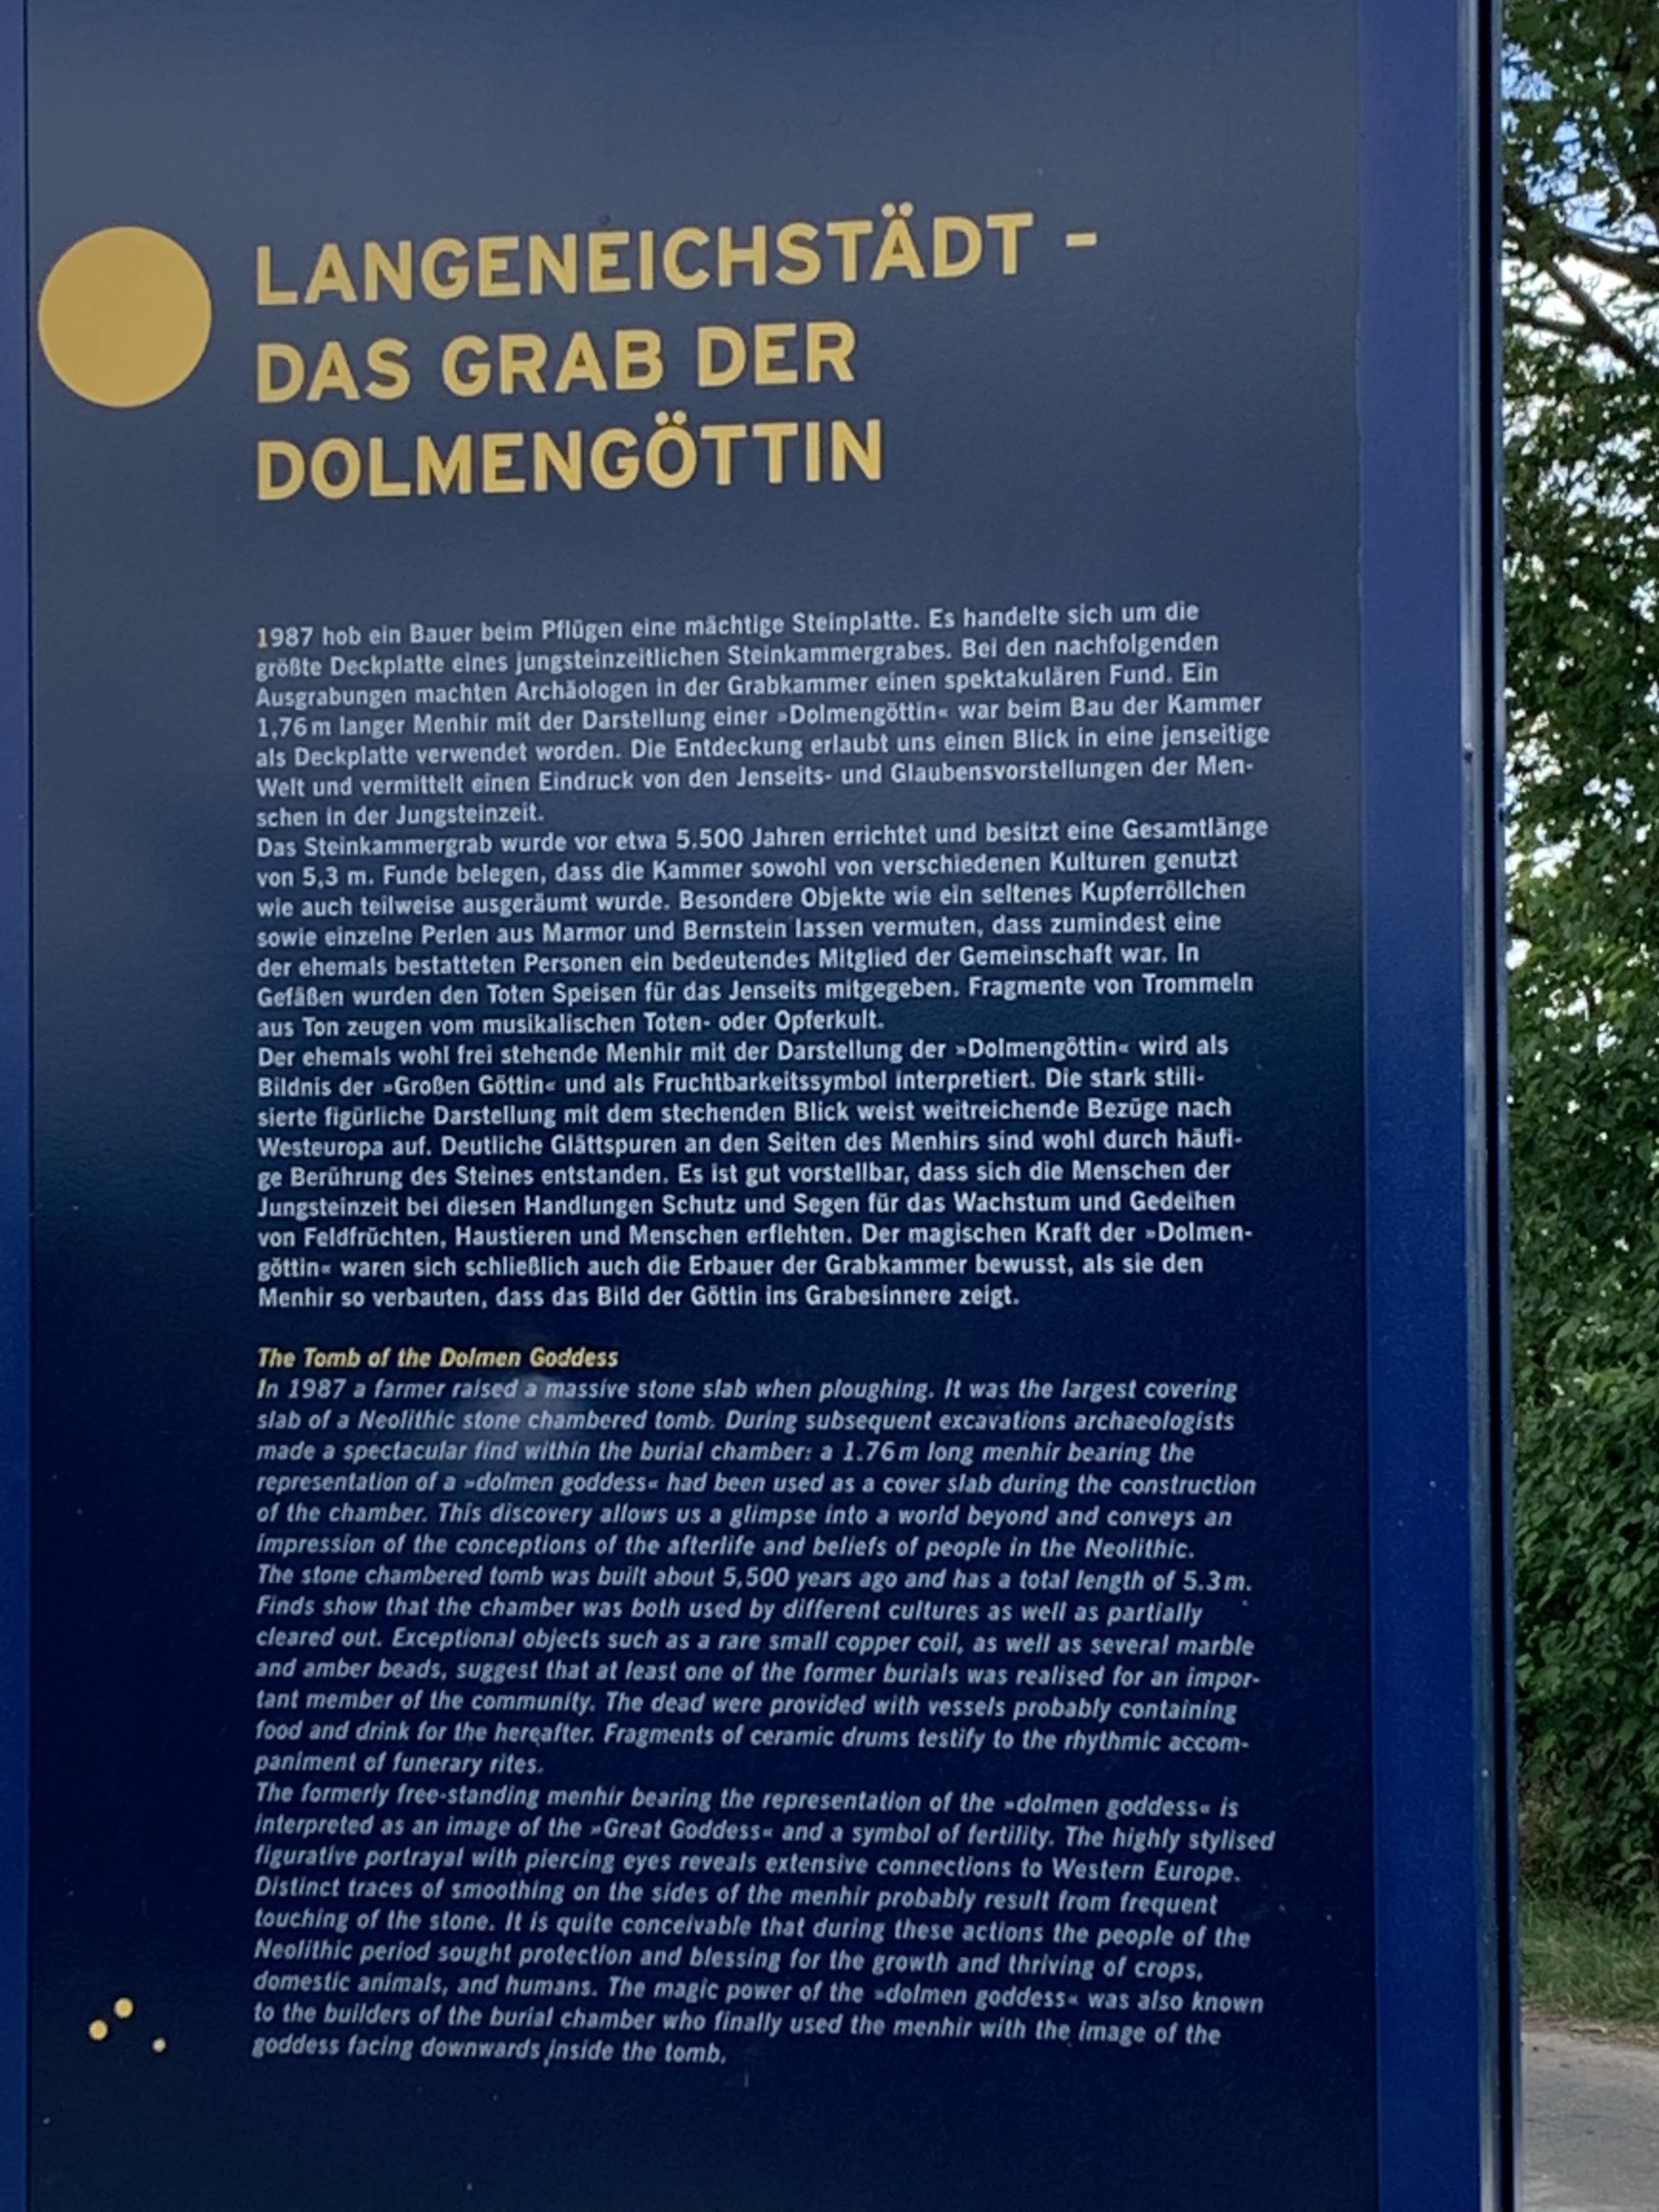 LANGENEICHSTÄDT –
DAS GRAB DER
DOLMENGÖTTIN
1987 hob ein Bauer beim Pflügen eine mächtige Steinplatte. Es handelte sich um die
größte Deckplatte eines jungsteinzeitlichen Steinkammergrabes. Bei den nachfolgenden
Ausgrabungen machten Archäologen in der Grabkammer einen spektakulären Fund. Ein
1,76 m langer Menhir mit der Darstellung einer »Dolmengöttin« war beim Bau der Kammer
als Deckplatte verwendet worden. Die Entdeckung erlaubt uns einen Blick in eine jenseitige
Welt und vermittelt einen Eindruck von den Jenseits- und Glaubensvorstellungen der Men-
schen in der Jungsteinzeit.
Das Steinkammergrab wurde vor etwa 5.500 Jahren errichtet und besitzt eine Gesamtlänge
von 5,3 m. Funde belegen, dass die Kammer sowohl von verschiedenen Kulturen genutzt
wie auch teilweise ausgeräumt wurde. Besondere Objekte wie ein seltenes Kupferröllchen
sowie einzelne Perlen aus Marmor und Bernstein lassen vermuten, dass zumindest eine
der ehemals bestatteten Personen ein bedeutendes Mitglied der Gemeinschaft war. In
Gefäßen wurden den Toten Speisen für das Jenseits mitgegeben. Fragmente von Trommeln
aus Ton zeugen vom musikalischen Toten- oder Opferkult.
Der ehemals wohl frei stehende Menhir mit der Darstellung der »Dolmengöttin« wird als
Bildnis der »Großen Göttin« und als Fruchtbarkeitssymbol interpretiert. Die stark stili-
sierte figürliche Darstellung mit dem stechenden Blick weist weitreichende Bezüge nach
Westeuropa auf. Deutliche Glättspuren an den Seiten des Menhirs sind wohl durch häufi-
ge Berührung des Steines entstanden. Es ist gut vorstellbar, dass sich die Menschen der
Jungsteinzeit bei diesen Handlungen Schutz und Segen für das Wachstum und Gedeihen
von Feldfrüchten, Haustieren und Menschen erflehten. Der magischen Kraft der »Dolmen-
göttin« waren sich schließlich auch die Erbauer der Grabkammer bewusst, als sie den
Menhir so verbauten, dass das Bild der Göttin ins Grabesinnere zeigt.
The Tomb of the Dolmen Goddess
In 1987 a farmer raised a massive stone slab when ploughing. It was the largest covering
slab of a Neolithic stone chambered tomb. During subsequent excavations archaeologists
made a spectacular find within the burial chamber: a 1.76 m long menhir bearing the
representation of a »dolmen goddess« had been used as a cover slab during the construction
of the chamber. This discovery allows us a glimpse into a world beyond and conveys an
impression of the conceptions of the afterlife and beliefs of people in the Neolithic.
The stone chambered tomb was built about 5,500 years ago and has a total length of 5.3 m.
Finds show that the chamber was both used by different cultures as well as partially
cleared out. Exceptional objects such as a rare small copper coil, as well as several marble
and amber beads, suggest that at least one of the former burials was realised for an impor-
tant member of the community. The dead were provided with vessels probably containing
food and drink for the hereafter. Fragments of ceramic drums testify to the rhythmic accom-
paniment of funerary rites.
The formerly free-standing menhir bearing the representation of the »dolmen goddess« is
interpreted as an image of the »Great Goddess« and a symbol of fertility. The highly stylised
figurative portrayal with piercing eyes reveals extensive connections to Western Europe.
Distinct traces of smoothing on the sides of the menhir probably result from frequent
touching of the stone. It is quite conceivable that during these actions the people of the
Neolithic period sought protection and blessing for the growth and thriving of crops,
domestic animals, and humans. The magic power of the »dolmen goddess« was also known
to the builders of the burial chamber who finally used the menhir with the image of the
goddess facing downwards inside the tomb.